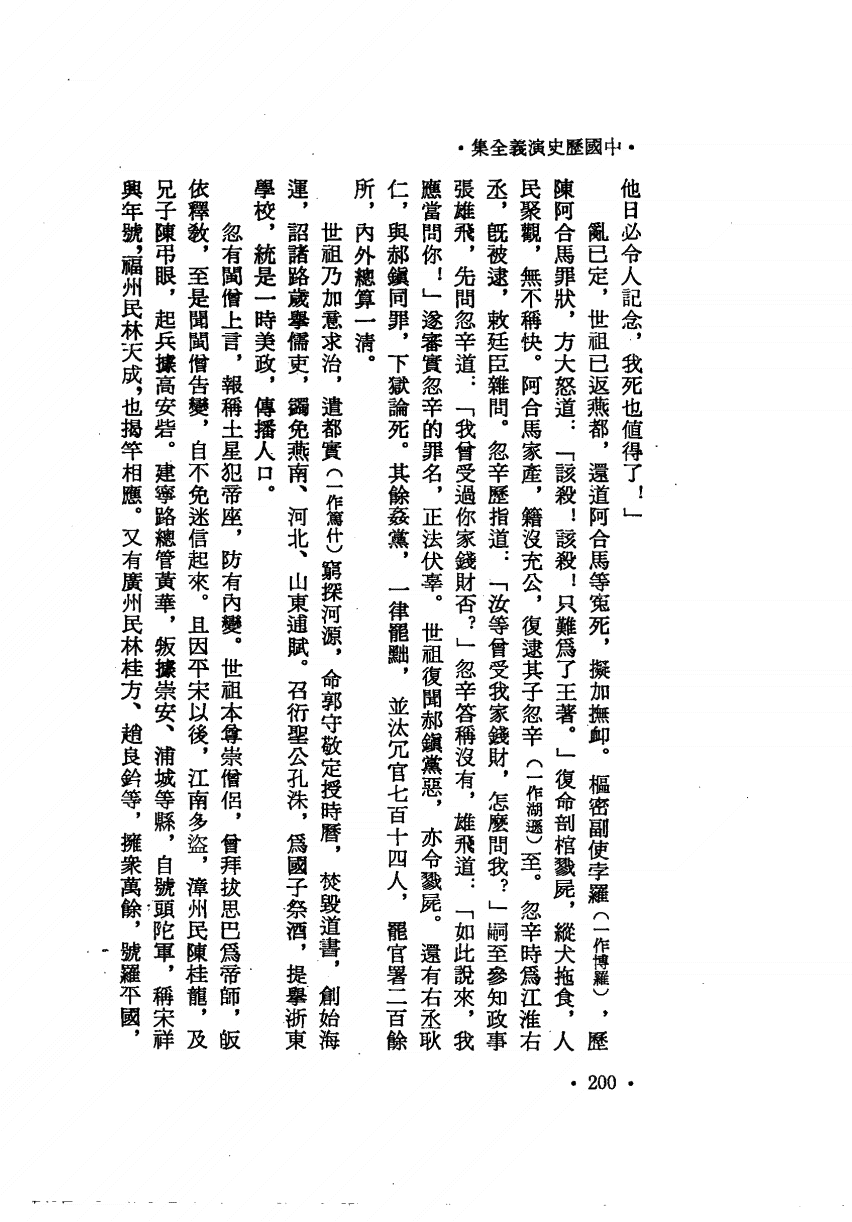 ·中國歷史演義全集·
他日必令人記念，我死也値得了！」
亂已定，世祖已返燕都，還道阿合馬等寃死，擬加撫卹。樞密副使孛羅（一作博羅），歷
陳阿合馬罪狀，方大怒道：「該殺！該殺！只難爲了王著。」復命剖棺戮屍，縱犬拖食，人
民聚觀，無不稱快。阿合馬家產，籍沒充公，復逮其子忽辛（一作湖遜）至。忽辛時爲江淮右
丞，旣被逮，敕廷臣雜問。忽辛歷指道：「汝等曾受我家錢財，怎麼問我？」嗣至參知政事
張雄飛，先問忽辛道：「我曾受過你家錢財否？」忽辛答稱沒有，雄飛道：「如此說來，我
應當問你！」遂審實忽辛的罪名，正法伏辜。世祖復聞郝鎭黨惡，亦令戮屍。還有右丞耿
仁，與郝鎭同罪，下獄論死。其餘姦黨，一律罷黜，並汰冗官七百十四人，罷官署二百餘
所，內外總算一清。
世祖乃加意求治，遣都實（一作篤什）窮探河源，命郭守敬定授時曆，焚毀道書，創始海
運，詔諸路歲舉儒吏，蠲免燕南、河北、山東逋賦。召衍聖公孔洙，爲國子祭酒，提舉浙東
學校，統是一時美政，傳播人口。
忽有閩僧上言，報稱土星犯帝座，防有內變。世祖本尊崇僧侶，曾拜拔思巴爲帝師，皈
依釋敎，至是聞閩僧告變，自不免迷信起來。且因平宋以後，江南多盜，漳州民陳桂龍，及
兄子陳弔眼，起兵據高安砦。建寧路總管黃華，叛據崇安、浦城等縣，自號頭陀軍，稱宋祥
興年號，福州民林天成，也揭竿相應。又有廣州民林桂方、趙良鈐等，擁衆萬餘，號羅平國，
·200·